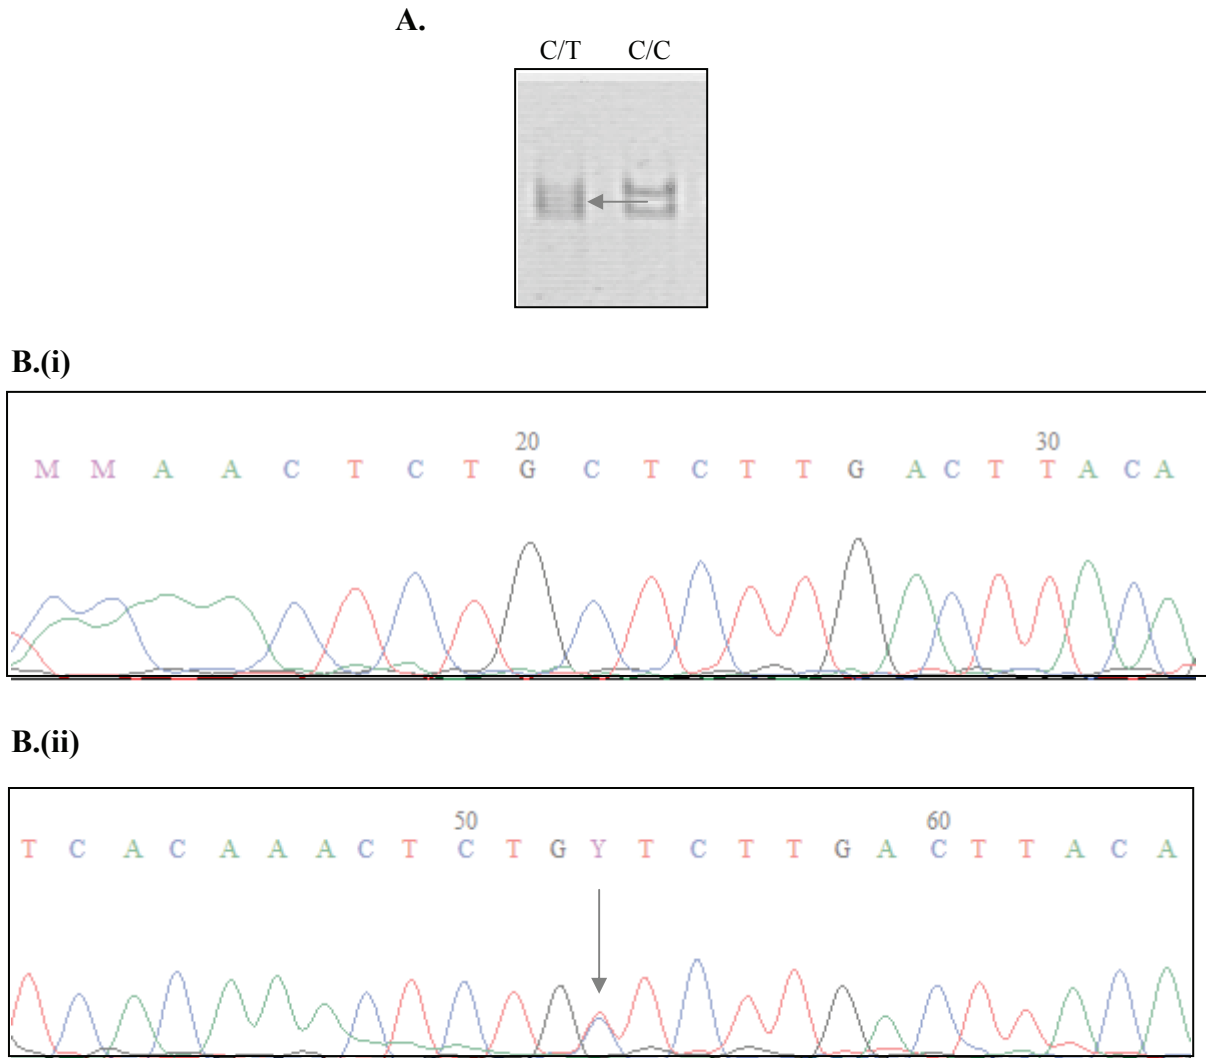 A.
C/T C/C
B.(i)
20 30
M M A A C T C T G C T C T T G A C T T A C A
B.(ii)
50 60
T C A C A A A C T C T G Y T C T T G A C T T A C A